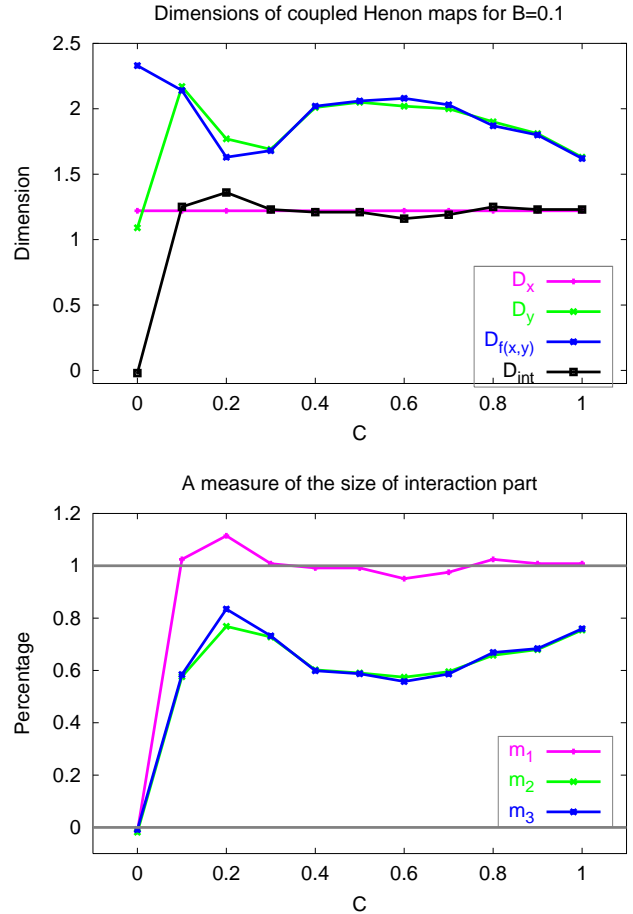 Dimensions of coupled Henon maps for B=0.1
2.5
2
1.5
1
0.5
0
Dimension
D_x
D_y
D_f(x,y)
D_int
0 0.2 0.4 0.6 0.8 1
C
A measure of the size of interaction part
1.2
1
0.8
0.6
0.4
0.2
0
Percentage
m_1
m_2
m_3
0 0.2 0.4 0.6 0.8 1
C